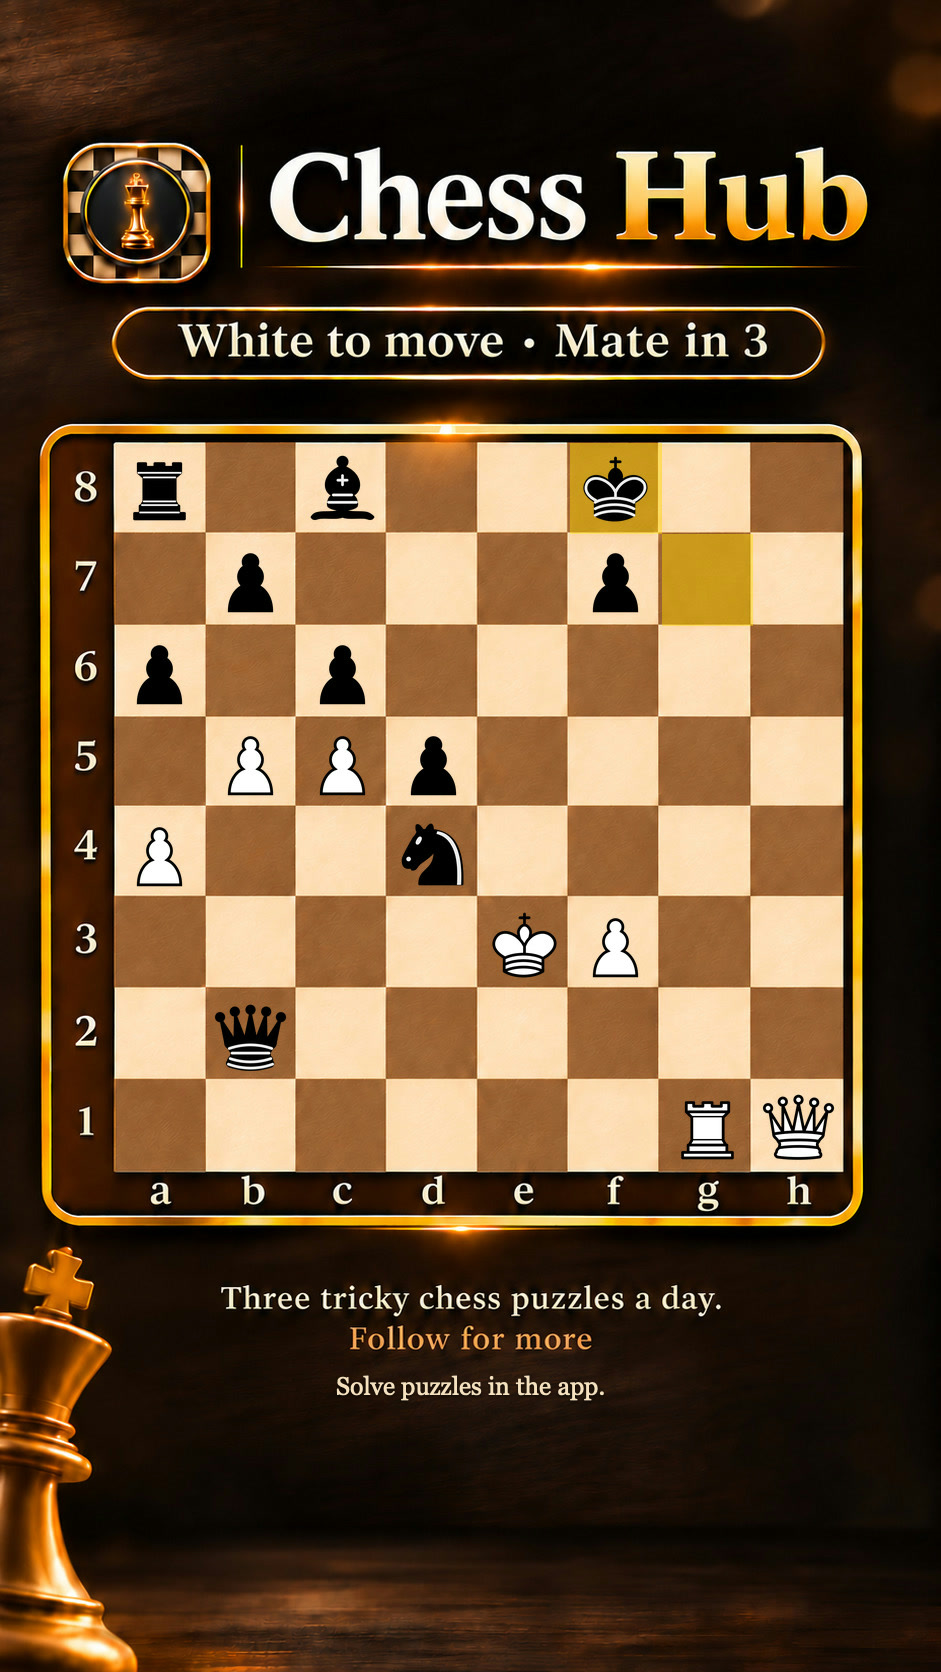 Chess Hub
White to move • Mate in 3
8
7
6
5
4
3
2
1
a b c d e f g h
Three tricky chess puzzles a day.
Follow for more
Solve puzzles in the app.